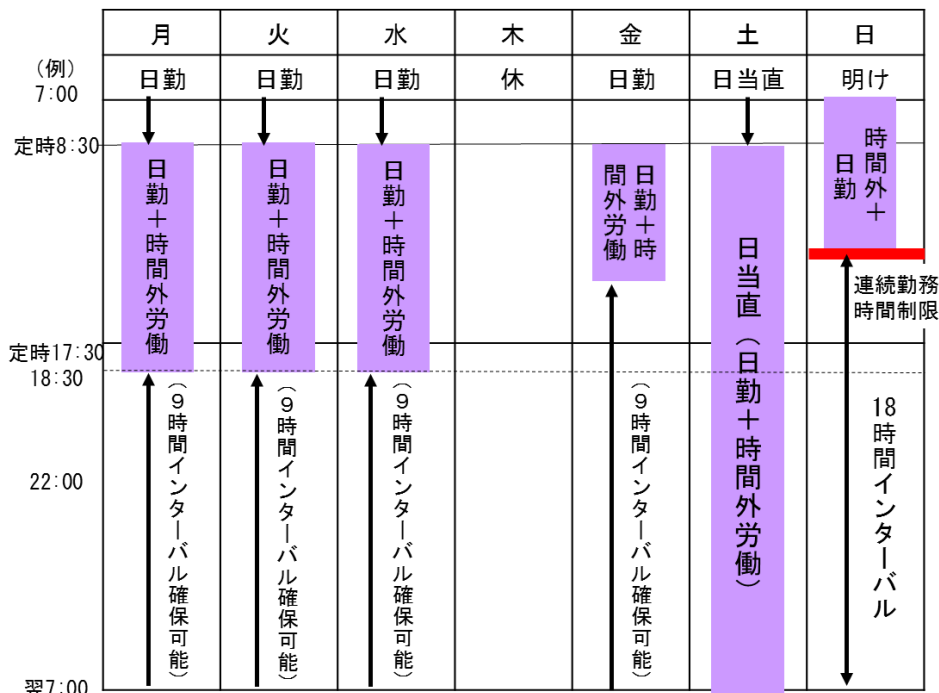 月 火 水 木 金 土 日
(例)
7:00
日勤 日勤 日勤 休 日勤 日当直 明け
定時8:30
日勤+時間外労働
日勤+時間外労働
日勤+時間外労働
日勤+時
間外労働
日当直(日勤+時間外労働)
時間外+
日勤
連続勤務
時間制限
定時17:30
18:30
22:00
翌7:00
(9時間インターバル確保可能)
(9時間インターバル確保可能)
(9時間インターバル確保可能)
(9時間インターバル確保可能)
18時間インターバル